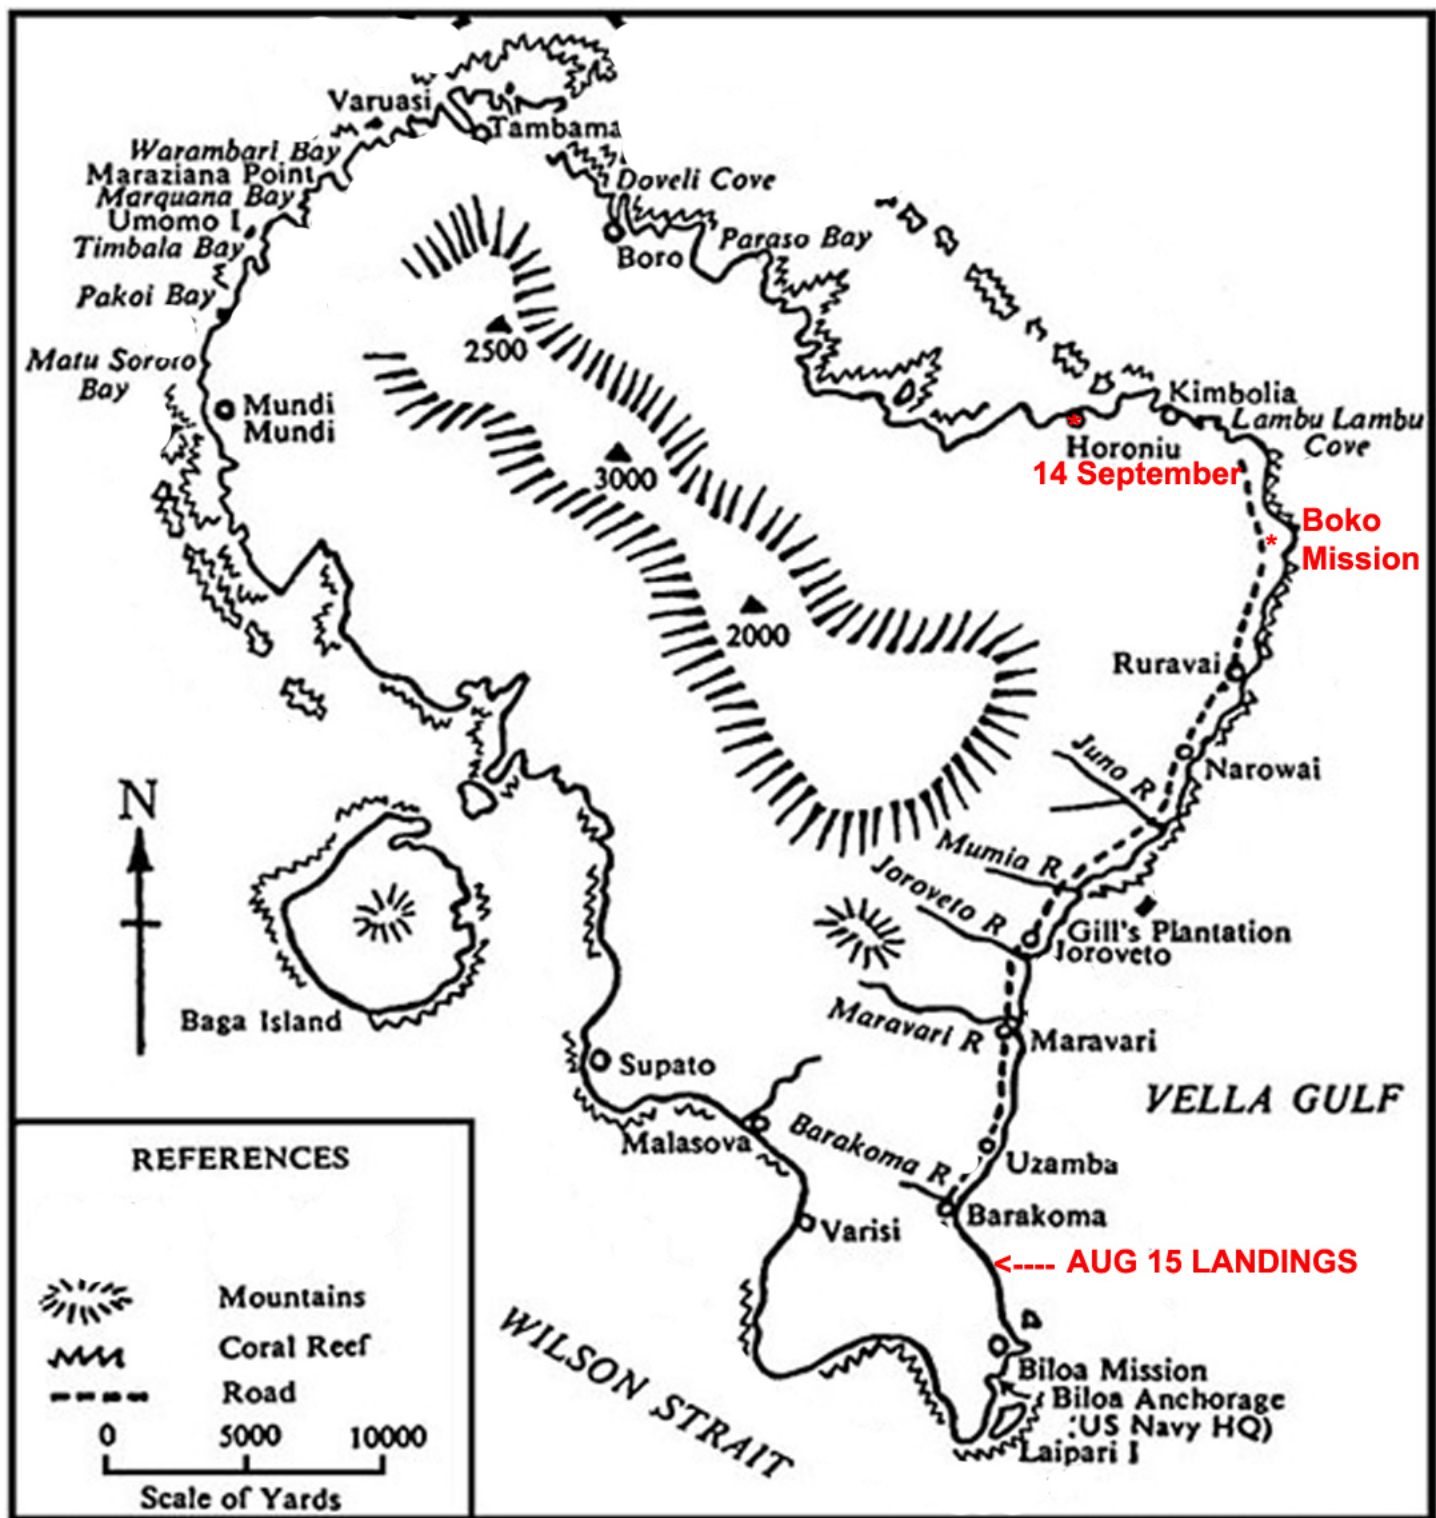 Varuasi
Tambama
Warambari Bay
Maraziana Point
Marquana Bay
Umomo I
Timbala Bay
Pakoi Bay
Matu Sororo
Bay
Doveli Cove
Boro
Paraso Bay
2500
3000
2000
Mundi
Mundi
Kimbolia
Lambu Lambu
Cove
*
Horoniu
14 September
Boko
Mission
*
Ruravai
Narowai
Juno R
Mumia R
Joroveto R
Gill's Plantation
Joroveto
Maravari R
Maravari
N
Baga Island
Supato
Malasova
Barakoma R
Uzamba
Barakoma
Varisi
VELLA GULF
<---- AUG 15 LANDINGS
WILSON STRAIT
Biloa Mission
Biloa Anchorage
(US Navy HQ)
Laipari I
REFERENCES
Mountains
Coral Reef
Road
0 5000 10000
Scale of Yards